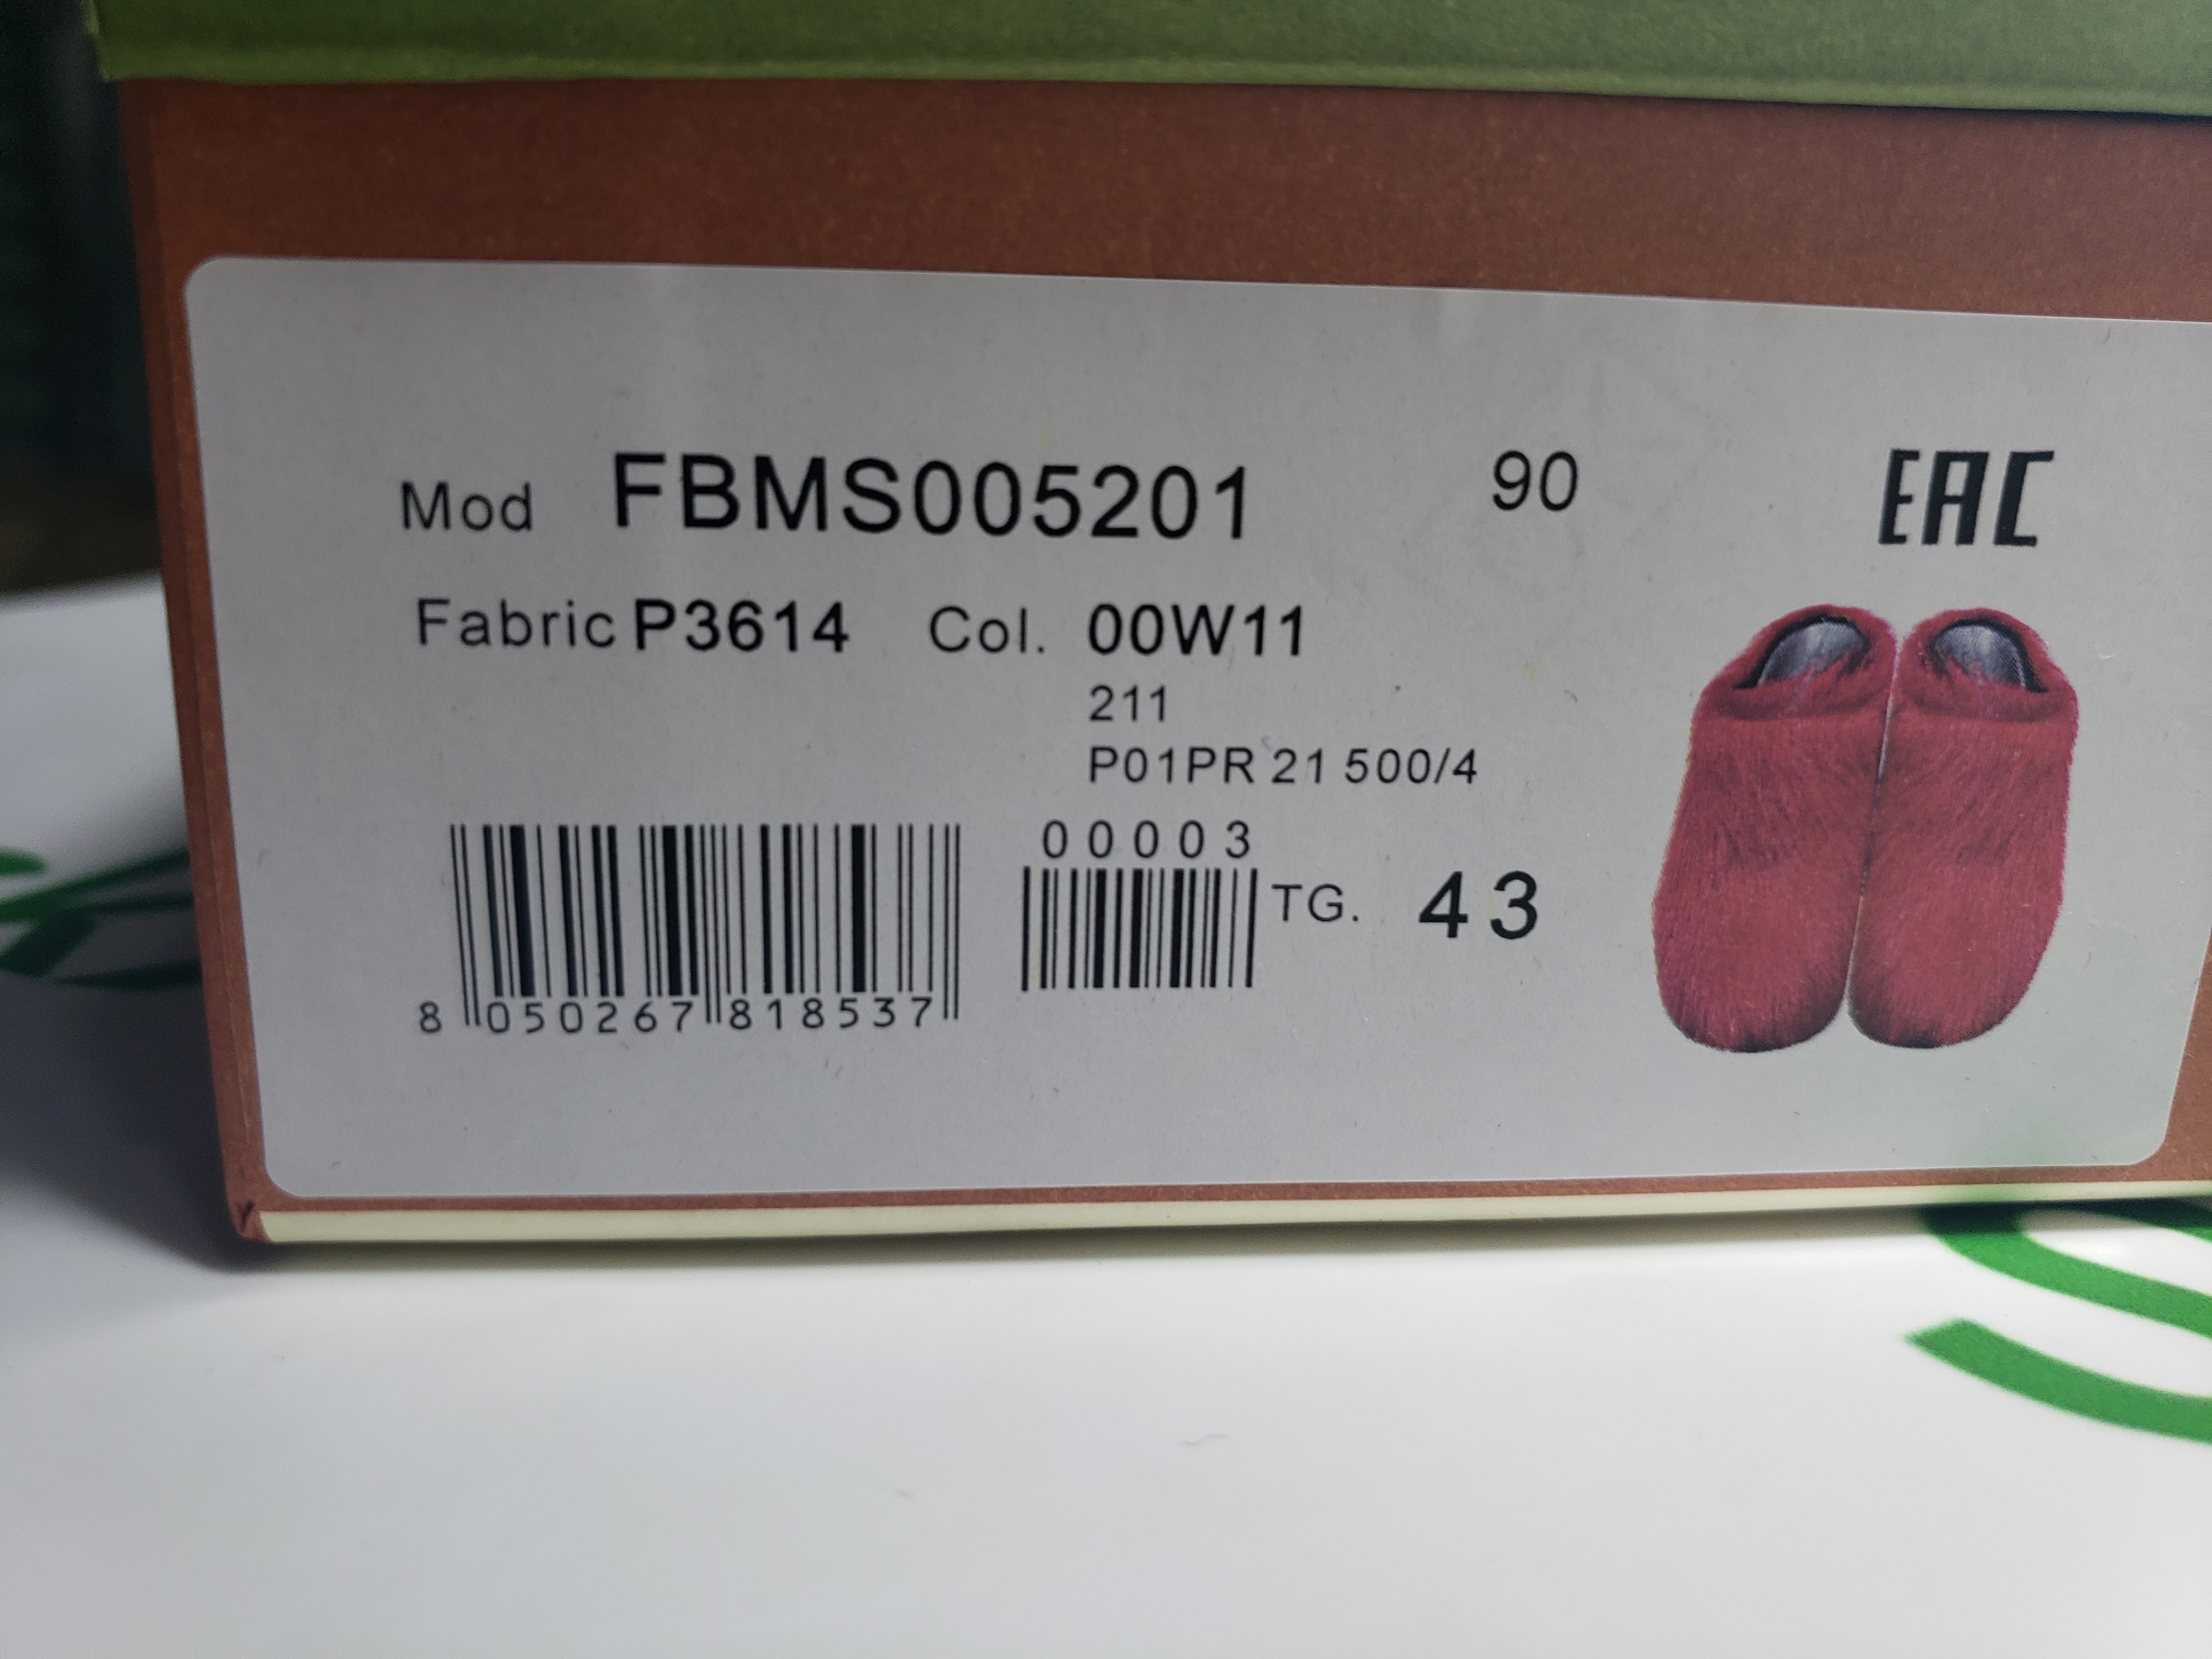 Mod FBMS005201 90 EAC
Fabric P3614 Col. 00W11
211
P01PR 21 500/4
00003
TG. 43
8 050267 818537